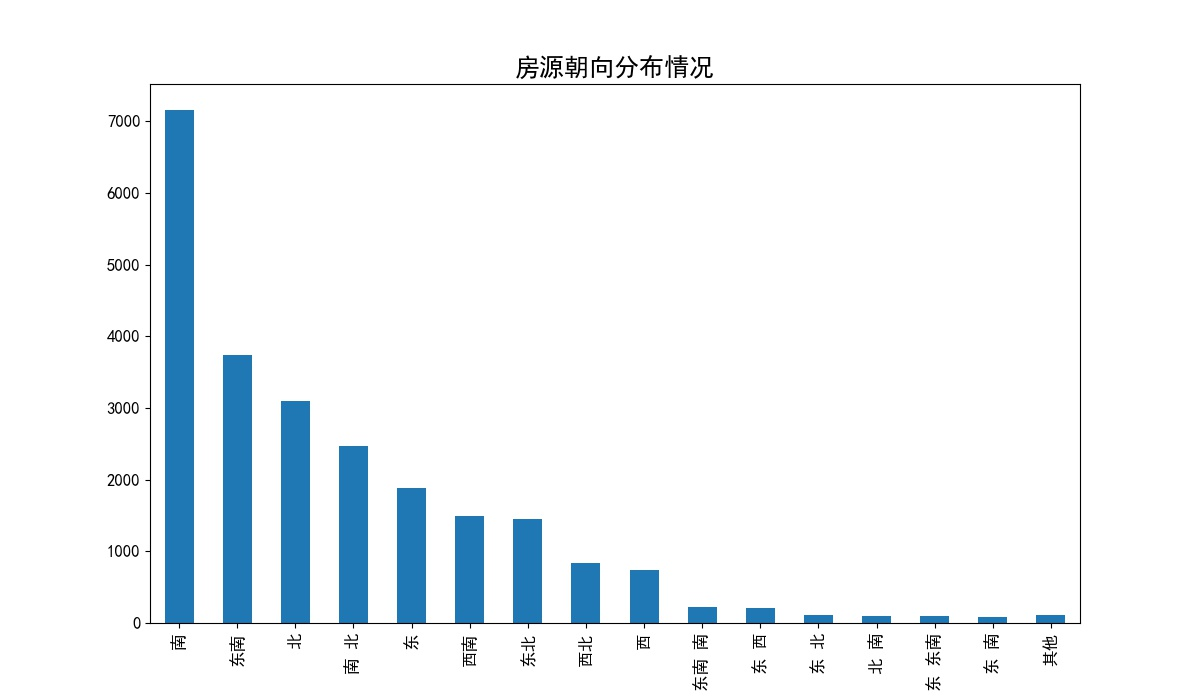 房源朝向分布情况
7000
6000
5000
4000
3000
2000
1000
0
南
东南
北
南 北
东
西南
东北
西北
西
东南 南
东 西
东 北
北 南
东 东南
东 南
其他